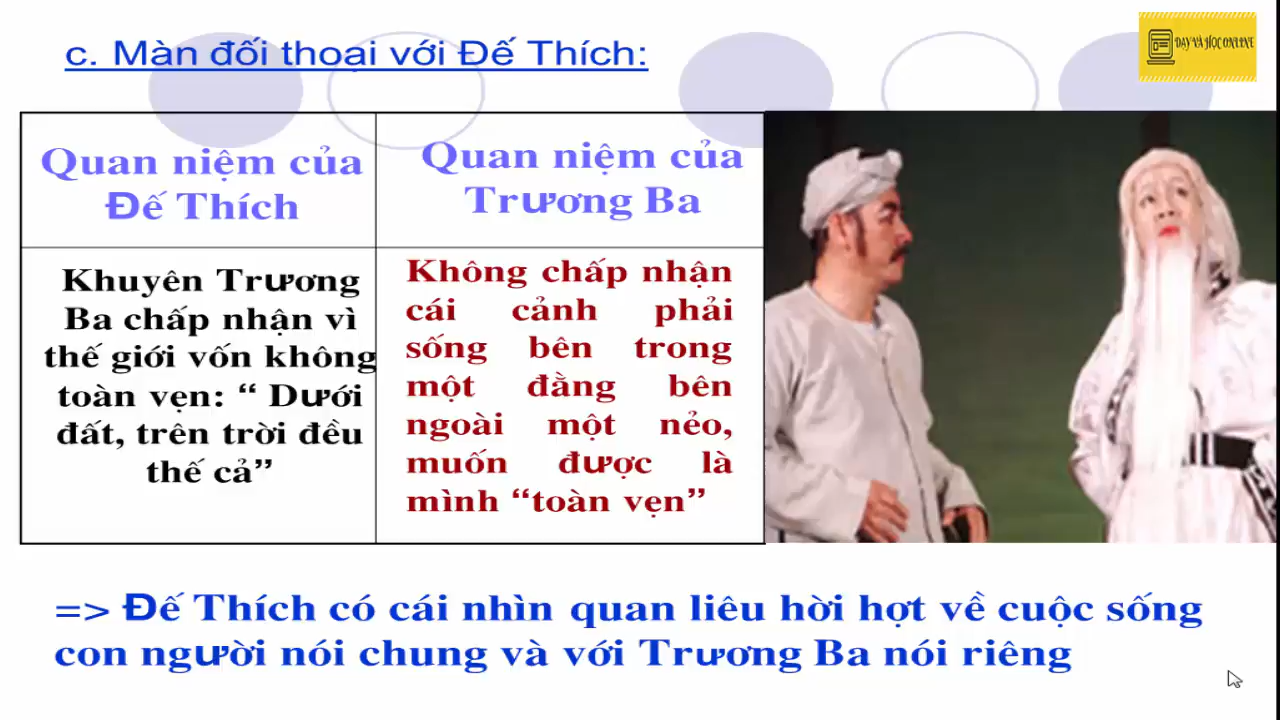 c. Màn đối thoại với Đế Thích:
DẠY VÀ HỌC ONLINE
Quan niệm của
Đế Thích
Quan niệm của
Trương Ba
Khuyên Trương
Ba chấp nhận vì
thế giới vốn không
toàn vẹn: “ Dưới
đất, trên trời đều
thế cả”
Không chấp nhận
cái cảnh phải
sống bên trong
một đằng bên
ngoài một nẻo,
muốn được là
mình “toàn vẹn”
=> Đế Thích có cái nhìn quan liêu hời hợt về cuộc sống
con người nói chung và với Trương Ba nói riêng